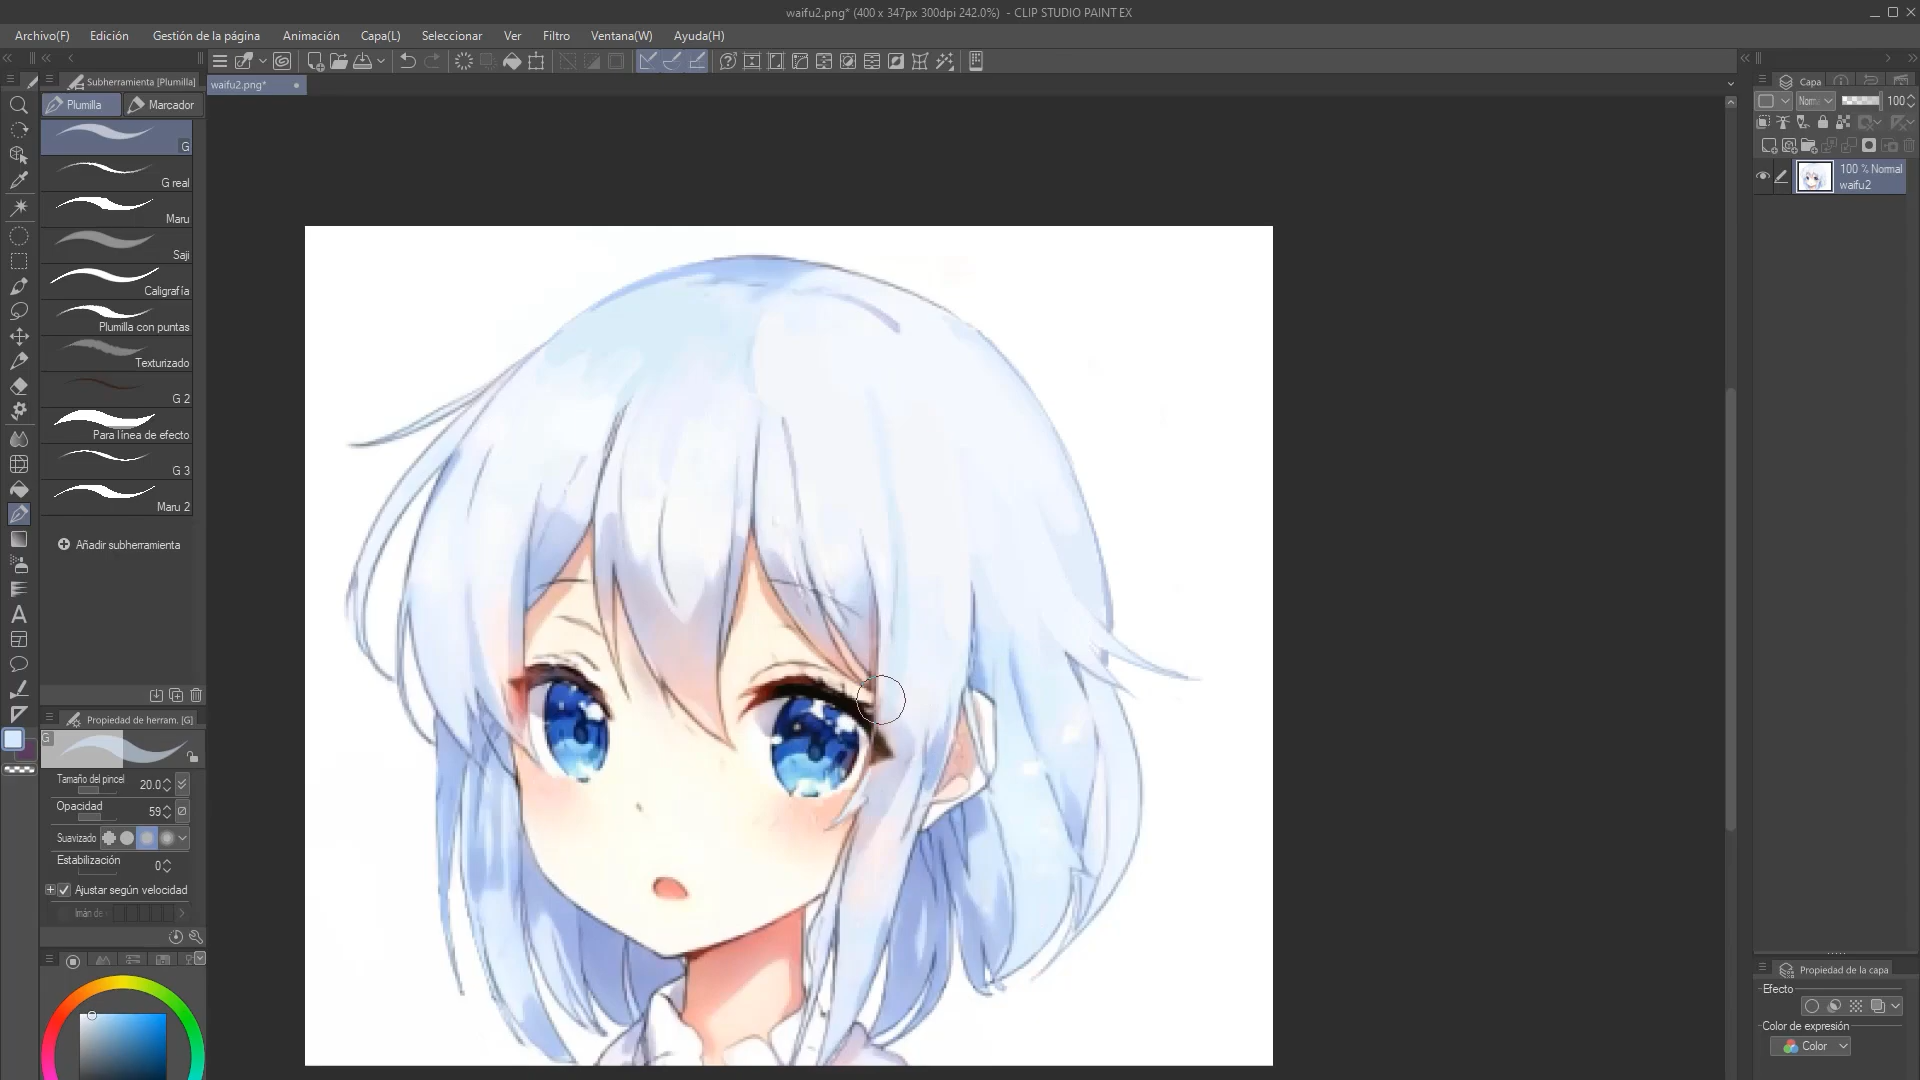 waifu2.png* (400 x 347px 300dpi 242.0%) - CLIP STUDIO PAINT EX
Archivo(F) Edición Gestión de la página Animación Capa(L) Seleccionar Ver Filtro Ventana(W) Ayuda(H)
Subherramienta [Plumilla]
waifu2.png*
Capa
Plumilla Marcador
100
G
G real
Maru
Saji
Caligrafía
Plumilla con puntas
Texturizado
G 2
Para línea de efecto
G 3
Maru 2
Añadir subherramienta
100 % Normal
waifu2
Propiedad de herram. [G]
G
Tamaño del pincel 20.0
Opacidad 59
Suavizado
Estabilización 0
Ajustar según velocidad
Imán de
Propiedad de la capa
Efecto
Color de expresión
Color